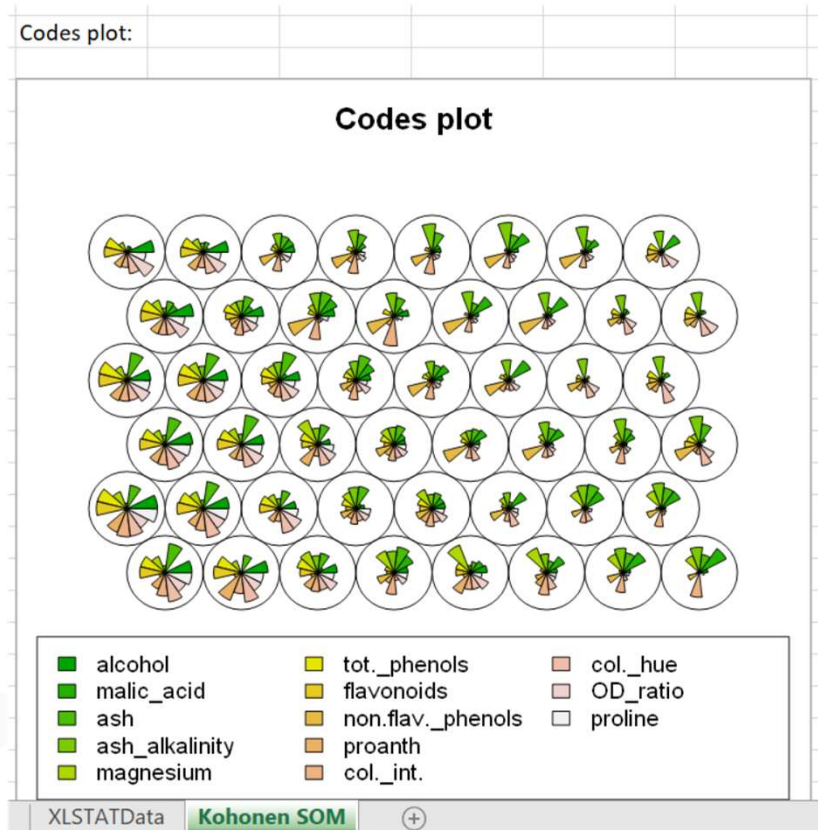 Codes plot:
Codes plot
alcohol
malic_acid
ash
ash_alkalinity
magnesium
tot._phenols
flavonoids
non.flav._phenols
proanth
col._int.
col._hue
OD_ratio
proline
XLSTATData Kohonen SOM